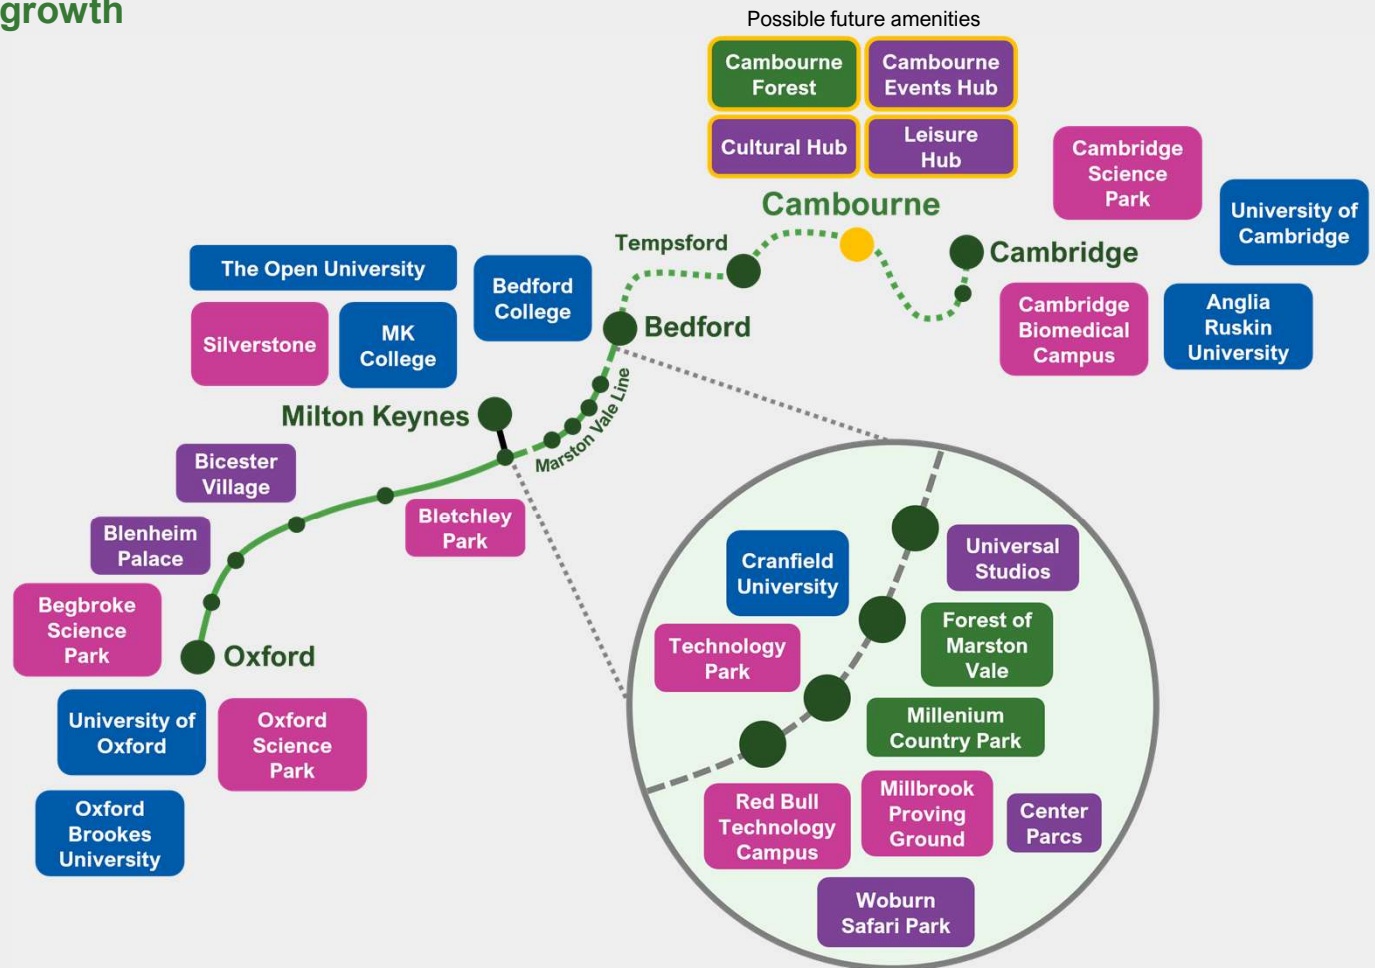 growth
Possible future amenities
Cambourne
Forest
Cambourne
Events Hub
Cultural Hub
Leisure
Hub
Cambridge
Science
Park
University of
Cambridge
Cambourne
Tempsford
Cambridge
The Open University
Bedford
College
Silverstone
MK
College
Cambridge
Biomedical
Campus
Anglia
Ruskin
University
Bedford
Milton Keynes
Marston Vale Line
Bicester
Village
Bletchley
Park
Blenheim
Palace
Begbroke
Science
Park
Oxford
University of
Oxford
Oxford
Science
Park
Oxford
Brookes
University
Cranfield
University
Universal
Studios
Technology
Park
Forest of
Marston
Vale
Millenium
Country Park
Red Bull
Technology
Campus
Millbrook
Proving
Ground
Center
Parcs
Woburn
Safari Park